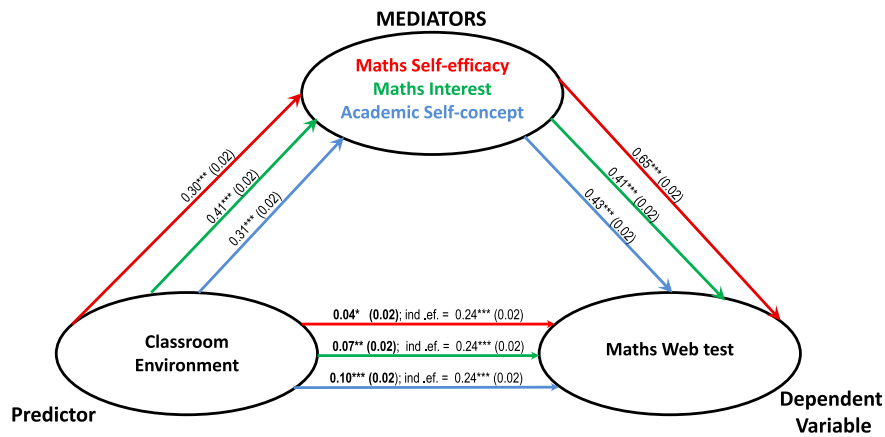 MEDIATORS
Maths Self-efficacy
Maths Interest
Academic Self-concept
0.30*** (0.02)
0.41*** (0.02)
0.31*** (0.02)
0.65*** (0.02)
0.41*** (0.02)
0.43*** (0.02)
0.04* (0.02); ind .ef. = 0.24*** (0.02)
0.07** (0.02); ind .ef. = 0.24*** (0.02)
0.10*** (0.02); ind .ef. = 0.24*** (0.02)
Classroom
Environment
Maths Web test
Predictor
Dependent
Variable